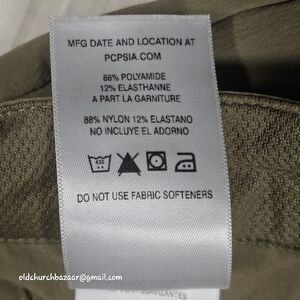 MFG DATE AND LOCATION AT
PCPSIA.COM
88% POLYAMIDE
12% ELASTHANNE
A PART LA GARNITURE
88% NYLON 12% ELASTANO
NO INCLUYE EL ADORNO
DO NOT USE FABRIC SOFTENERS
oldchurchbazaar@gmail.com